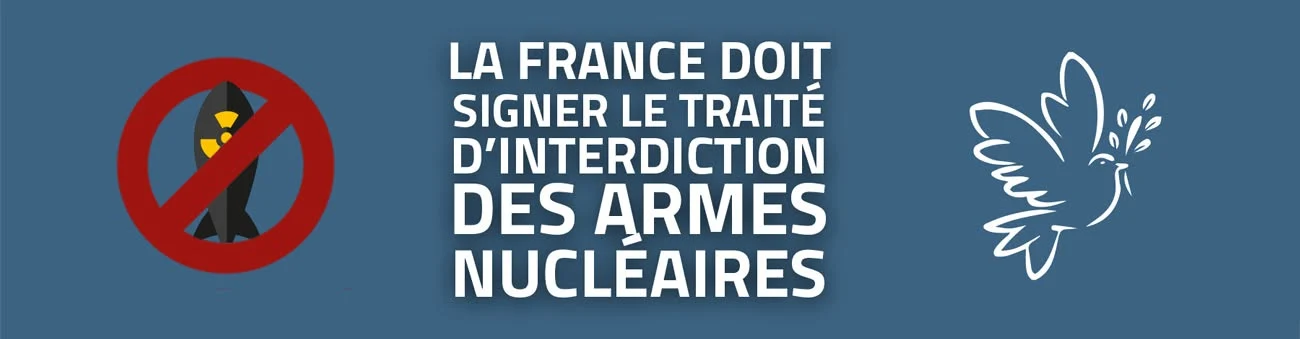 LA FRANCE DOIT
SIGNER LE TRAITÉ
D’INTERDICTION
DES ARMES
NUCLÉAIRES